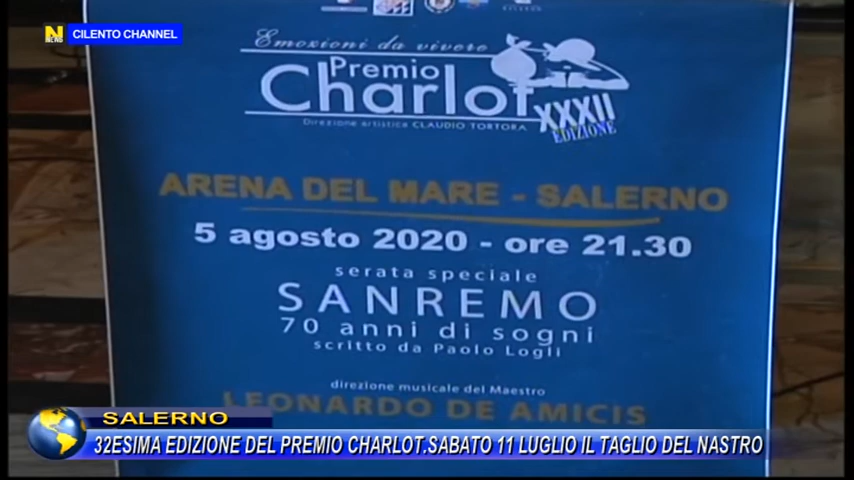 N
NEWS
CILENTO CHANNEL
Emozioni da vivere
Premio
Charlot
XXXII
EDIZIONE
Direzione artistica CLAUDIO TORTORA
ARENA DEL MARE - SALERNO
5 agosto 2020 - ore 21.30
serata speciale
SANREMO
70 anni di sogni
scritto da Paolo Logli
direzione musicale del Maestro
LEONARDO DE AMICIS
SALERNO
32ESIMA EDIZIONE DEL PREMIO CHARLOT.SABATO 11 LUGLIO IL TAGLIO DEL NASTRO